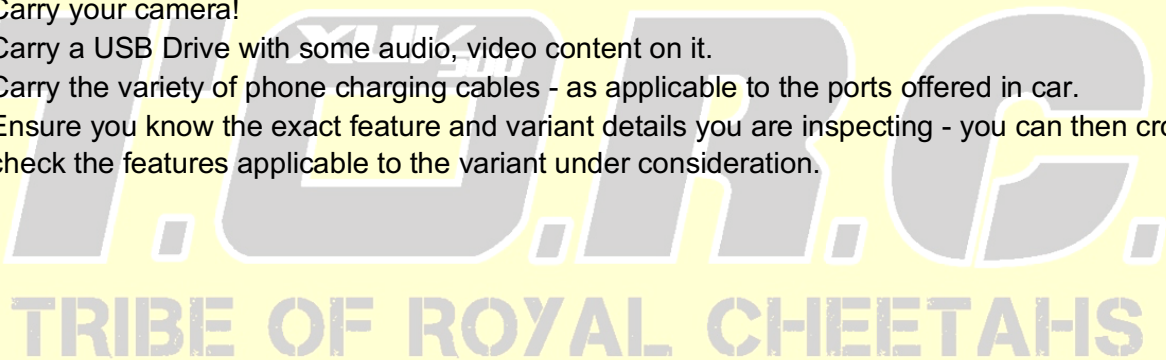 Carry your camera!
Carry a USB Drive with some audio, video content on it.
Carry the variety of phone charging cables - as applicable to the ports offered in car.
Ensure you know the exact feature and variant details you are inspecting - you can then cro
check the features applicable to the variant under consideration.
XUV500
T.O.R.C.
TRIBE OF ROYAL CHEETAHS